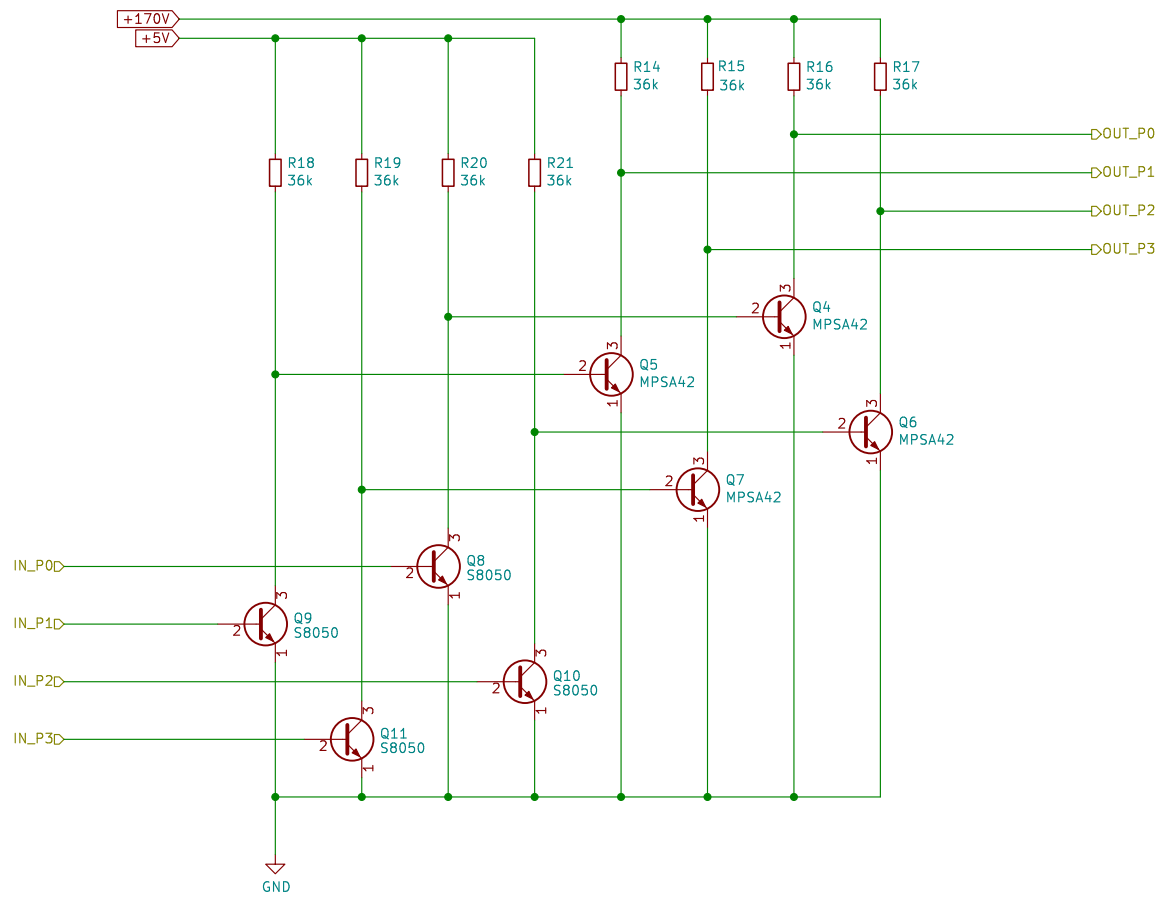 +170V
+5V
R14
36k
R15
36k
R16
36k
R17
36k
OUT_P0
R18
36k
R19
36k
R20
36k
R21
36k
OUT_P1
OUT_P2
OUT_P3
3
2
1
Q4
MPSA42
3
2
1
Q5
MPSA42
3
2
1
Q6
MPSA42
3
2
1
Q7
MPSA42
IN_P0
3
2
1
Q8
S8050
IN_P1
3
2
1
Q9
S8050
IN_P2
3
2
1
Q10
S8050
IN_P3
3
2
1
Q11
S8050
GND